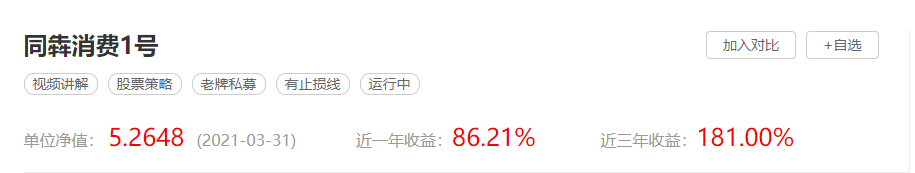 同犇消费1号 加入对比 +自选
视频讲解 股票策略 老牌私募 有止损线 运行中
单位净值： 5.2648 (2021-03-31) 近一年收益：86.21% 近三年收益：181.00%